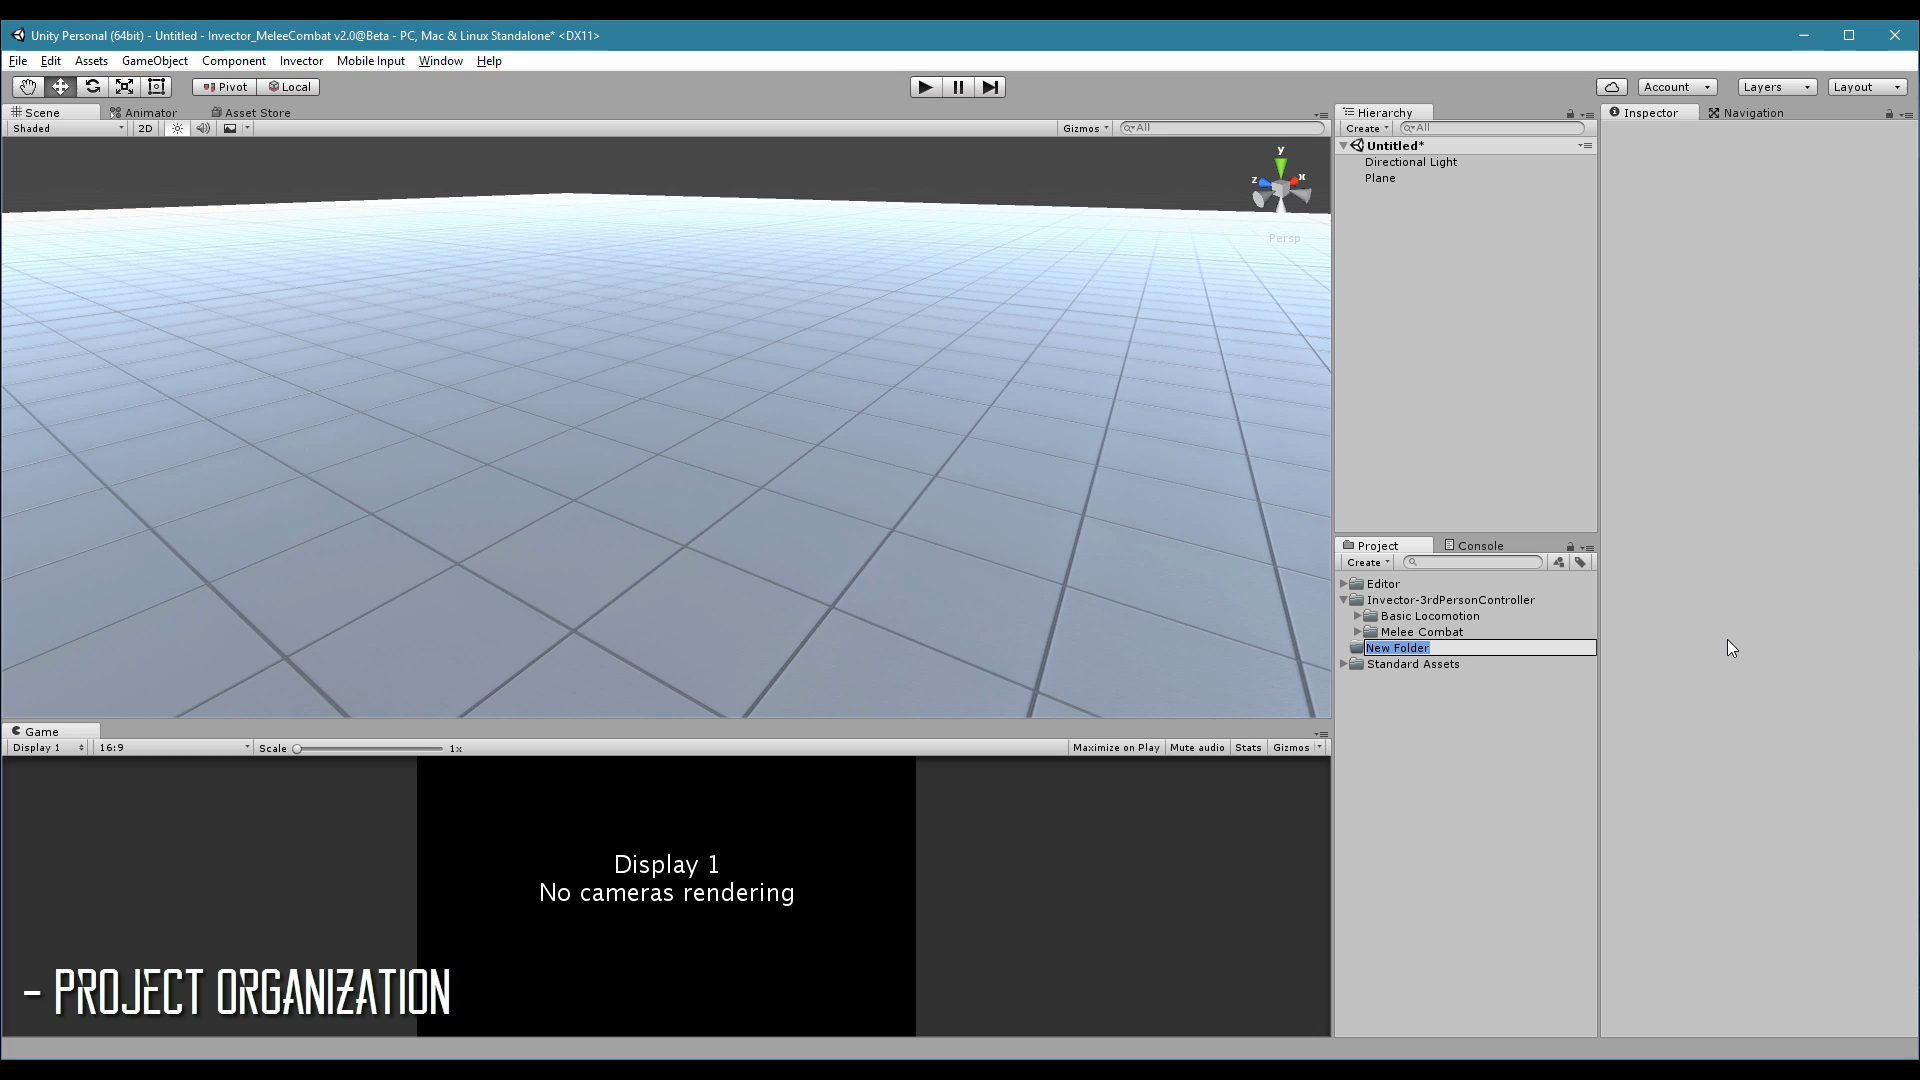 Unity Personal (64bit) - Untitled - Invector_MeleeCombat v2.0@Beta - PC, Mac & Linux Standalone* <DX11>
File Edit Assets GameObject Component Invector Mobile Input Window Help
Pivot Local Account Layers Layout
Scene Animator Asset Store
Shaded 2D Gizmos All
y
z x
Persp
Hierarchy
Create All
Untitled*
Directional Light
Plane
Inspector Navigation
Project Console
Create
Editor
Invector-3rdPersonController
Basic Locomotion
Melee Combat
New Folder
Standard Assets
Game
Display 1 16:9 Scale 1x Maximize on Play Mute audio Stats Gizmos
Display 1
No cameras rendering
- PROJECT ORGANIZATION